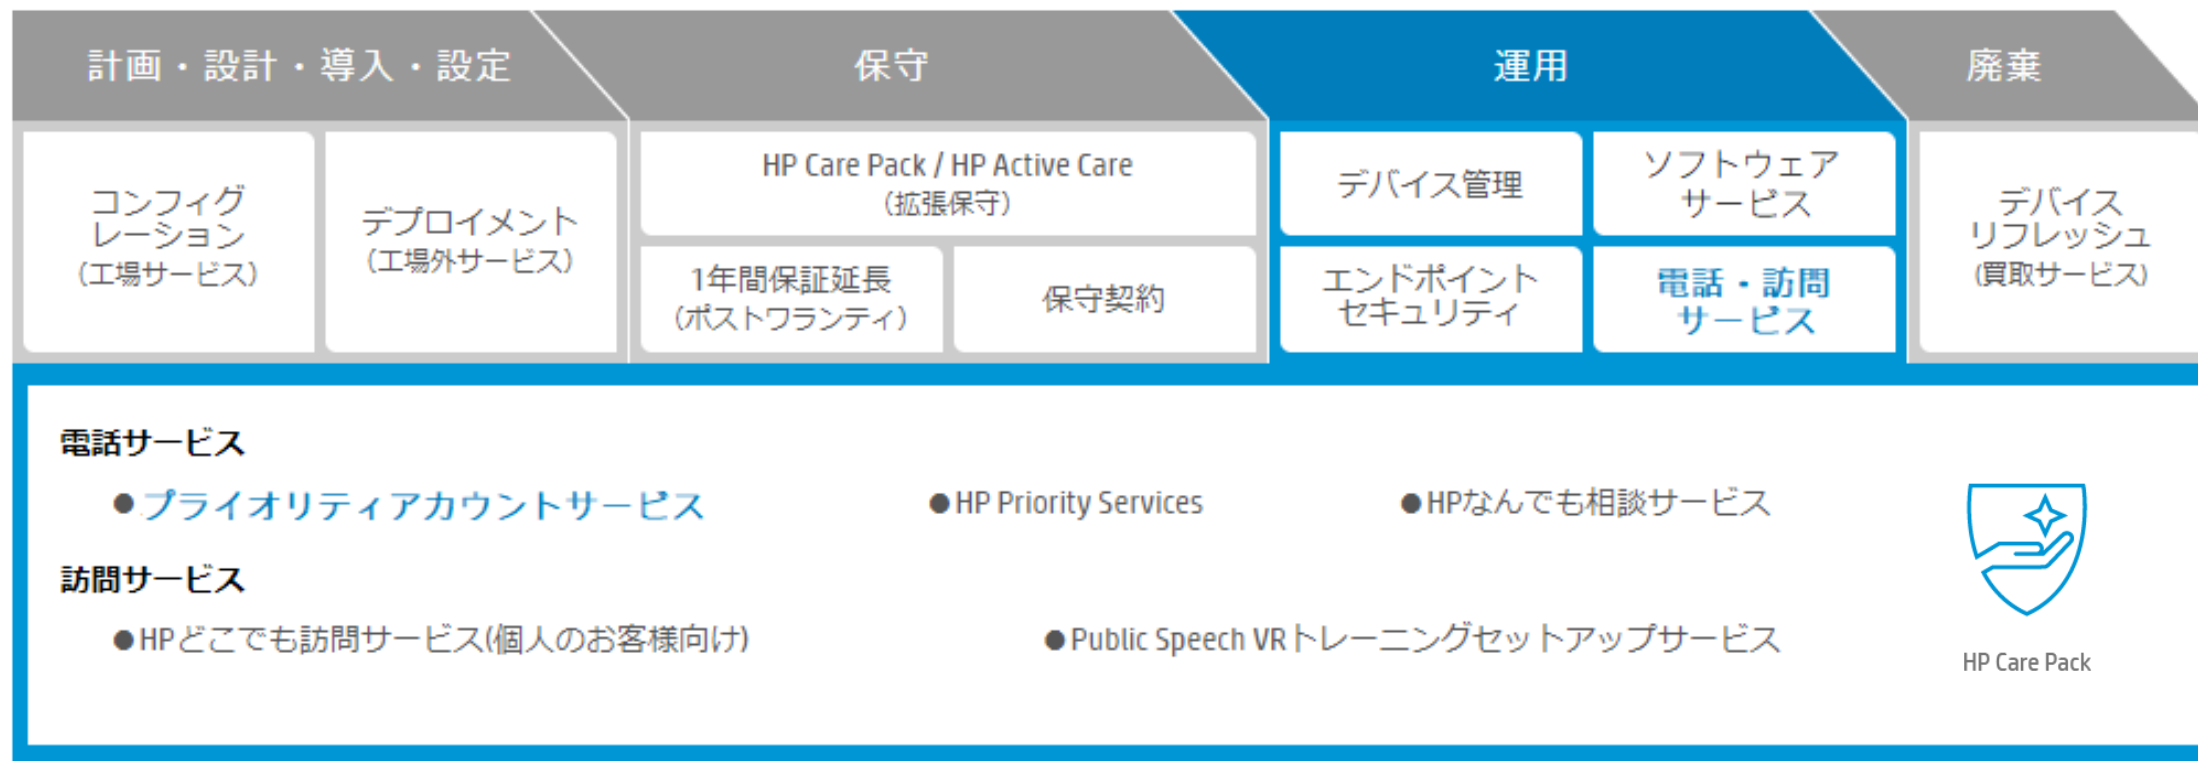 計画・設計・導入・設定
保守
運用
廃棄
コンフィグ
レーション
（工場サービス）
デプロイメント
（工場外サービス）
HP Care Pack / HP Active Care
（拡張保守）
1年間保証延長
（ポストワランティ）
保守契約
デバイス管理
ソフトウェア
サービス
エンドポイント
セキュリティ
電話・訪問
サービス
デバイス
リフレッシュ
(買取サービス)
電話サービス
●プライオリティアカウントサービス
●HP Priority Services
●HPなんでも相談サービス
訪問サービス
●HPどこでも訪問サービス(個人のお客様向け)
●Public Speech VRトレーニングセットアップサービス
HP Care Pack